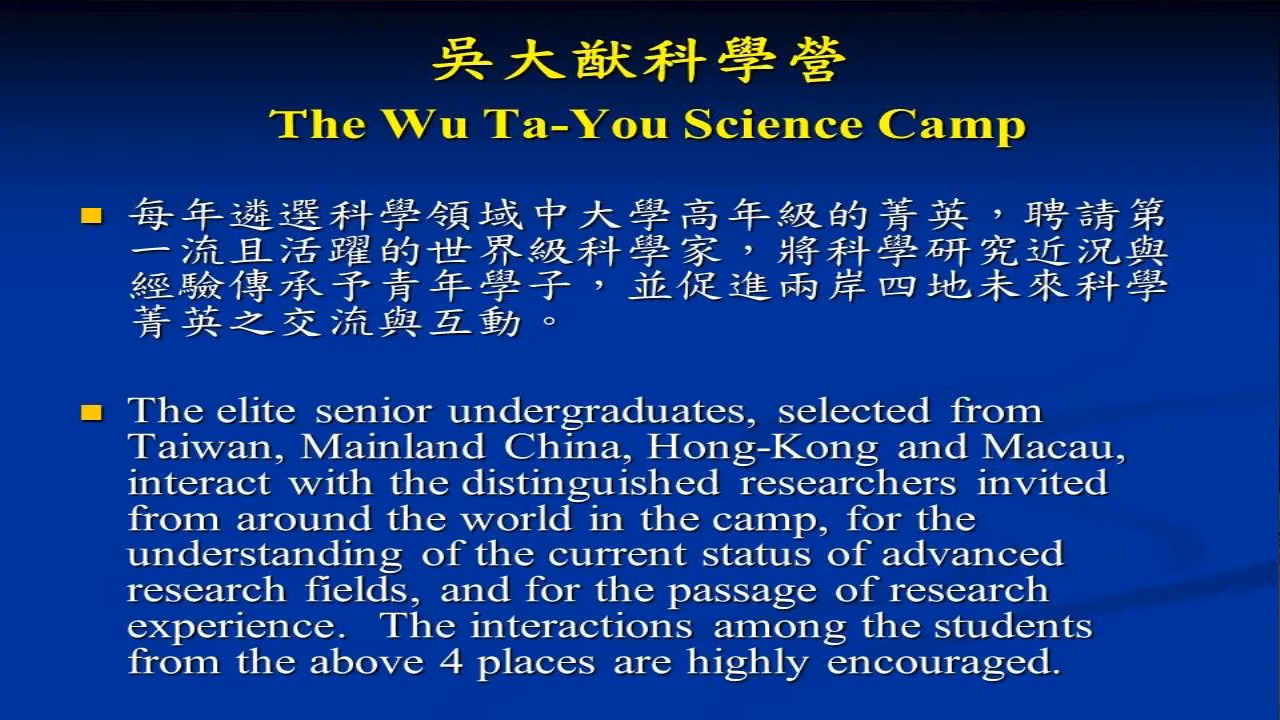 吳大猷科學營
The Wu Ta-You Science Camp
每年遴選科學領域中大學高年級的菁英，聘請第
一流且活躍的世界級科學家，將科學研究近況與
經驗傳承予青年學子，並促進兩岸四地未來科學
菁英之交流與互動。
The elite senior undergraduates, selected from
Taiwan, Mainland China, Hong-Kong and Macau,
interact with the distinguished researchers invited
from around the world in the camp, for the
understanding of the current status of advanced
research fields, and for the passage of research
experience.  The interactions among the students
from the above 4 places are highly encouraged.